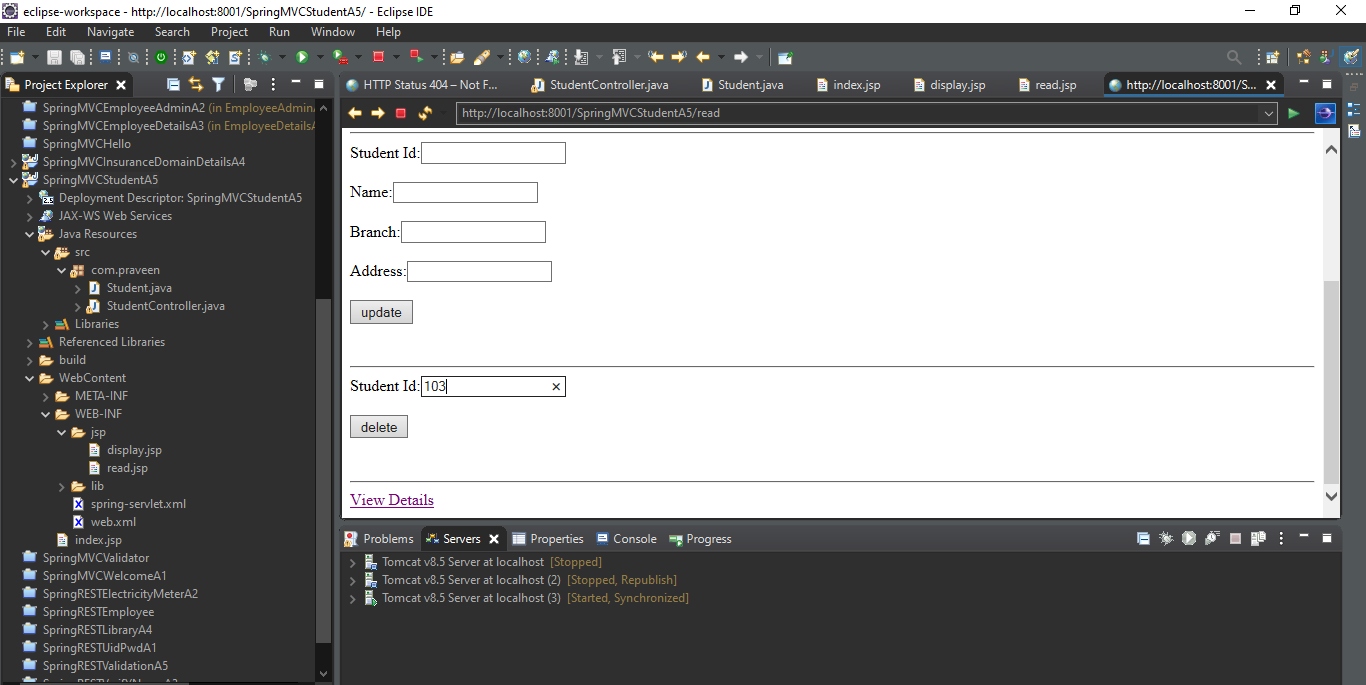 eclipse-workspace - http://localhost:8001/SpringMVCStudentA5/ - Eclipse IDE
File Edit Navigate Search Project Run Window Help
Project Explorer
SpringMVCEmployeeAdminA2 (in EmployeeAdmin
SpringMVCEmployeeDetailsA3 (in EmployeeDetails
SpringMVCHello
SpringMVCInsuranceDomainDetailsA4
SpringMVCStudentA5
Deployment Descriptor: SpringMVCStudentA5
JAX-WS Web Services
Java Resources
src
com.praveen
Student.java
StudentController.java
Libraries
Referenced Libraries
build
WebContent
META-INF
WEB-INF
jsp
display.jsp
read.jsp
lib
spring-servlet.xml
web.xml
index.jsp
SpringMVCValidator
SpringMVCWelcomeA1
SpringRESTElectricityMeterA2
SpringRESTEmployee
SpringRESTLibraryA4
SpringRESTUidPwdA1
SpringRESTValidationA5
HTTP Status 404 – Not F... StudentController.java Student.java index.jsp display.jsp read.jsp http://localhost:8001/S...
http://localhost:8001/SpringMVCStudentA5/read
Student Id:
Name:
Branch:
Address:
update
Student Id: 103
delete
View Details
Problems Servers Properties Console Progress
Tomcat v8.5 Server at localhost [Stopped]
Tomcat v8.5 Server at localhost (2) [Stopped, Republish]
Tomcat v8.5 Server at localhost (3) [Started, Synchronized]